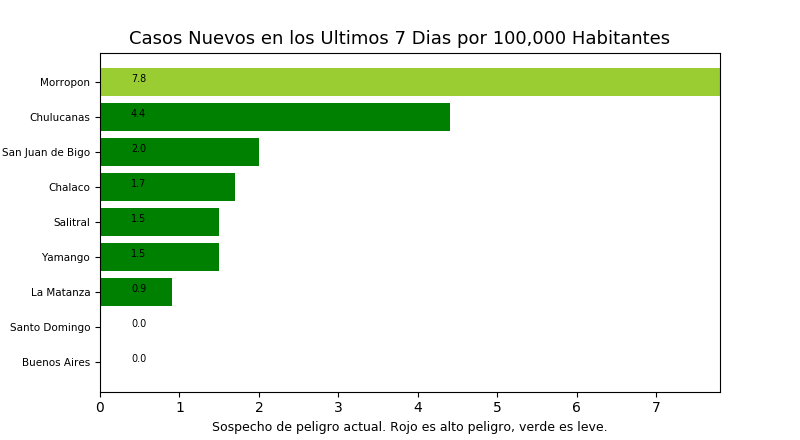 Casos Nuevos en los Ultimos 7 Dias por 100,000 Habitantes
Morropon 7.8
Chulucanas 4.4
San Juan de Bigo 2.0
Chalaco 1.7
Salitral 1.5
Yamango 1.5
La Matanza 0.9
Santo Domingo 0.0
Buenos Aires 0.0
0 1 2 3 4 5 6 7
Sospecho de peligro actual. Rojo es alto peligro, verde es leve.